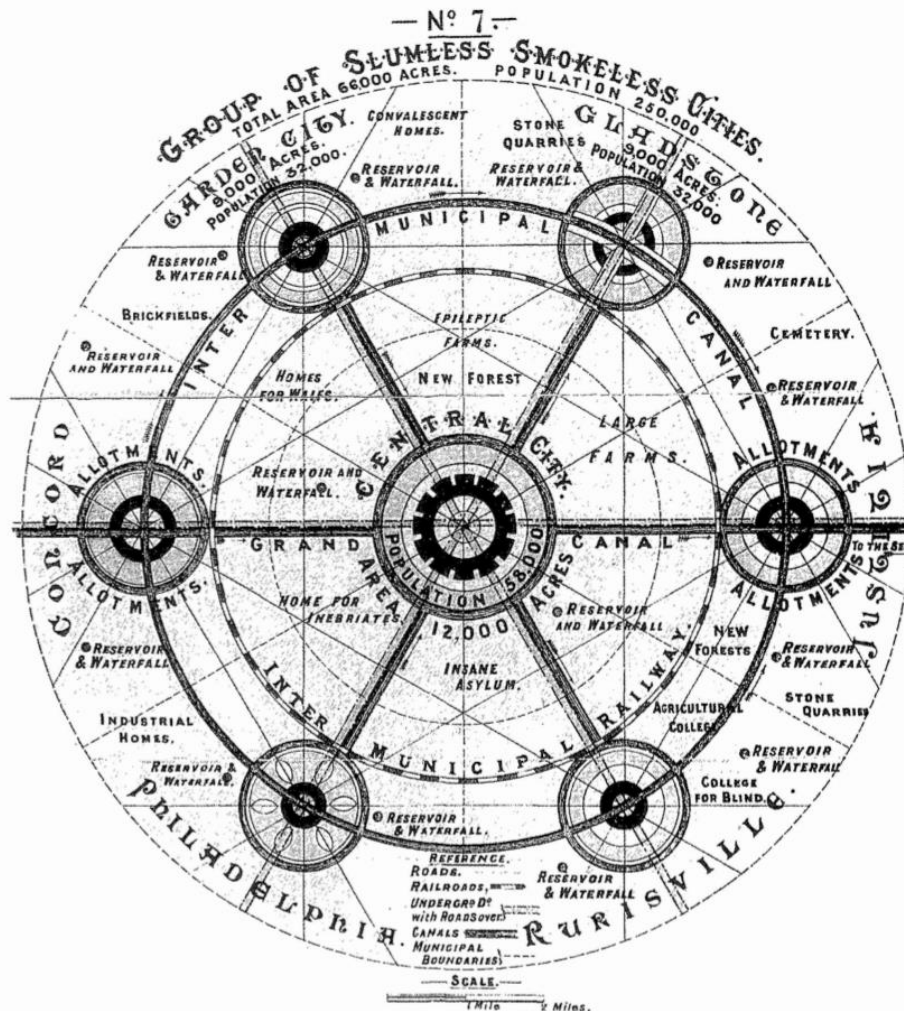 — Nº 7. —
GROUP OF SLUMLESS SMOKELESS CITIES.
TOTAL AREA 66,000 ACRES. POPULATION 250,000
GARDEN CITY.
9,000 ACRES.
POPULATION 32,000.
CONVALESCENT
HOMES.
STONE
QUARRIES
GLADSTONE
9,000
ACRES.
POPULATION
32,000
RESERVOIR
& WATERFALL.
RESERVOIR &
WATERFALL.
INTER MUNICIPAL CANAL
RESERVOIR
& WATERFALL
RESERVOIR
AND WATERFALL
BRICKFIELDS.
EPILEPTIC
FARMS.
CEMETERY.
RESERVOIR
AND WATERFALL
HOMES
FOR WAIFS.
NEW FOREST
RESERVOIR
& WATERFALL
CENTRAL CITY.
LARGE
FARMS.
CONCORD
ALLOTMENTS.
ALLOTMENTS
JUSTITIA
RESERVOIR AND
WATERFALL.
GRAND CANAL
TO THE SE
POPULATION 58,000
AREA 12,000 ACRES
ALLOTMENTS.
ALLOTMENTS
HOME FOR
INEBRIATES.
RESERVOIR
AND WATERFALL
NEW
FORESTS
RESERVOIR
& WATERFALL
RESERVOIR
& WATERFALL
INSANE
ASYLUM.
STONE
QUARRIES
INTER MUNICIPAL RAILWAY.
AGRICULTURAL
COLLEGE
INDUSTRIAL
HOMES.
RESERVOIR
& WATERFALL
RESERVOIR &
WATERFALL
COLLEGE
FOR BLIND.
RESERVOIR
& WATERFALL.
PHILADELPHIA.
RURISVILLE.
RESERVOIR
& WATERFALL
REFERENCE.
ROADS.
RAILROADS,
UNDERGRD Dº
with ROADS over
CANALS
MUNICIPAL
BOUNDARIES
SCALE.
1 Mile 2 Miles.